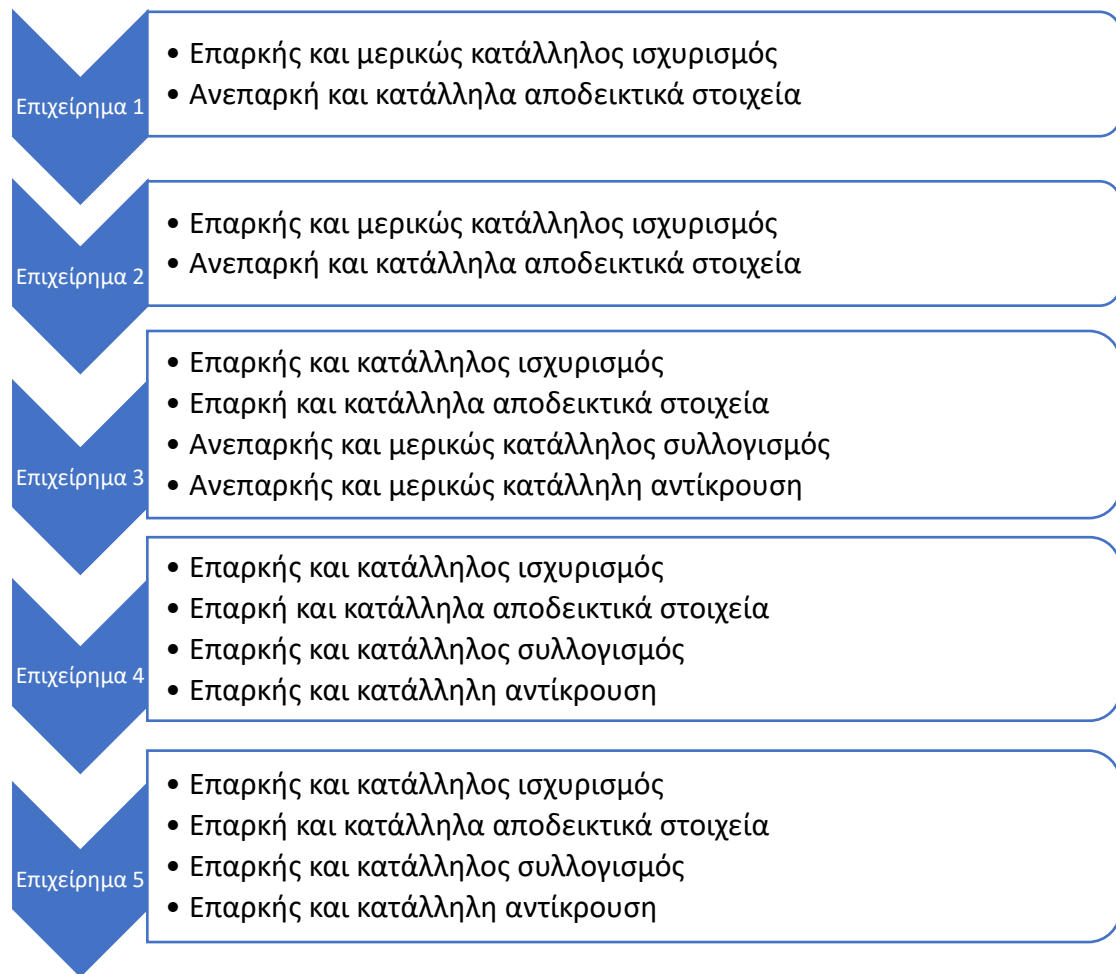 Επιχείρημα 1
• Επαρκής και μερικώς κατάλληλος ισχυρισμός
• Ανεπαρκή και κατάλληλα αποδεικτικά στοιχεία
Επιχείρημα 2
• Επαρκής και μερικώς κατάλληλος ισχυρισμός
• Ανεπαρκή και κατάλληλα αποδεικτικά στοιχεία
Επιχείρημα 3
• Επαρκής και κατάλληλος ισχυρισμός
• Επαρκή και κατάλληλα αποδεικτικά στοιχεία
• Ανεπαρκής και μερικώς κατάλληλος συλλογισμός
• Ανεπαρκής και μερικώς κατάλληλη αντίκρουση
Επιχείρημα 4
• Επαρκής και κατάλληλος ισχυρισμός
• Επαρκή και κατάλληλα αποδεικτικά στοιχεία
• Επαρκής και κατάλληλος συλλογισμός
• Επαρκής και κατάλληλη αντίκρουση
Επιχείρημα 5
• Επαρκής και κατάλληλος ισχυρισμός
• Επαρκή και κατάλληλα αποδεικτικά στοιχεία
• Επαρκής και κατάλληλος συλλογισμός
• Επαρκής και κατάλληλη αντίκρουση